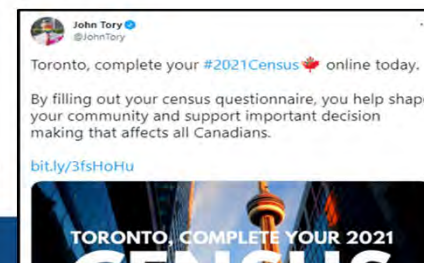 John Tory
@JohnTory
Toronto, complete your #2021Census 🍁 online today.
By filling out your census questionnaire, you help shape
your community and support important decision
making that affects all Canadians.
bit.ly/3fsHoHu
TORONTO, COMPLETE YOUR 2021
CENSUS